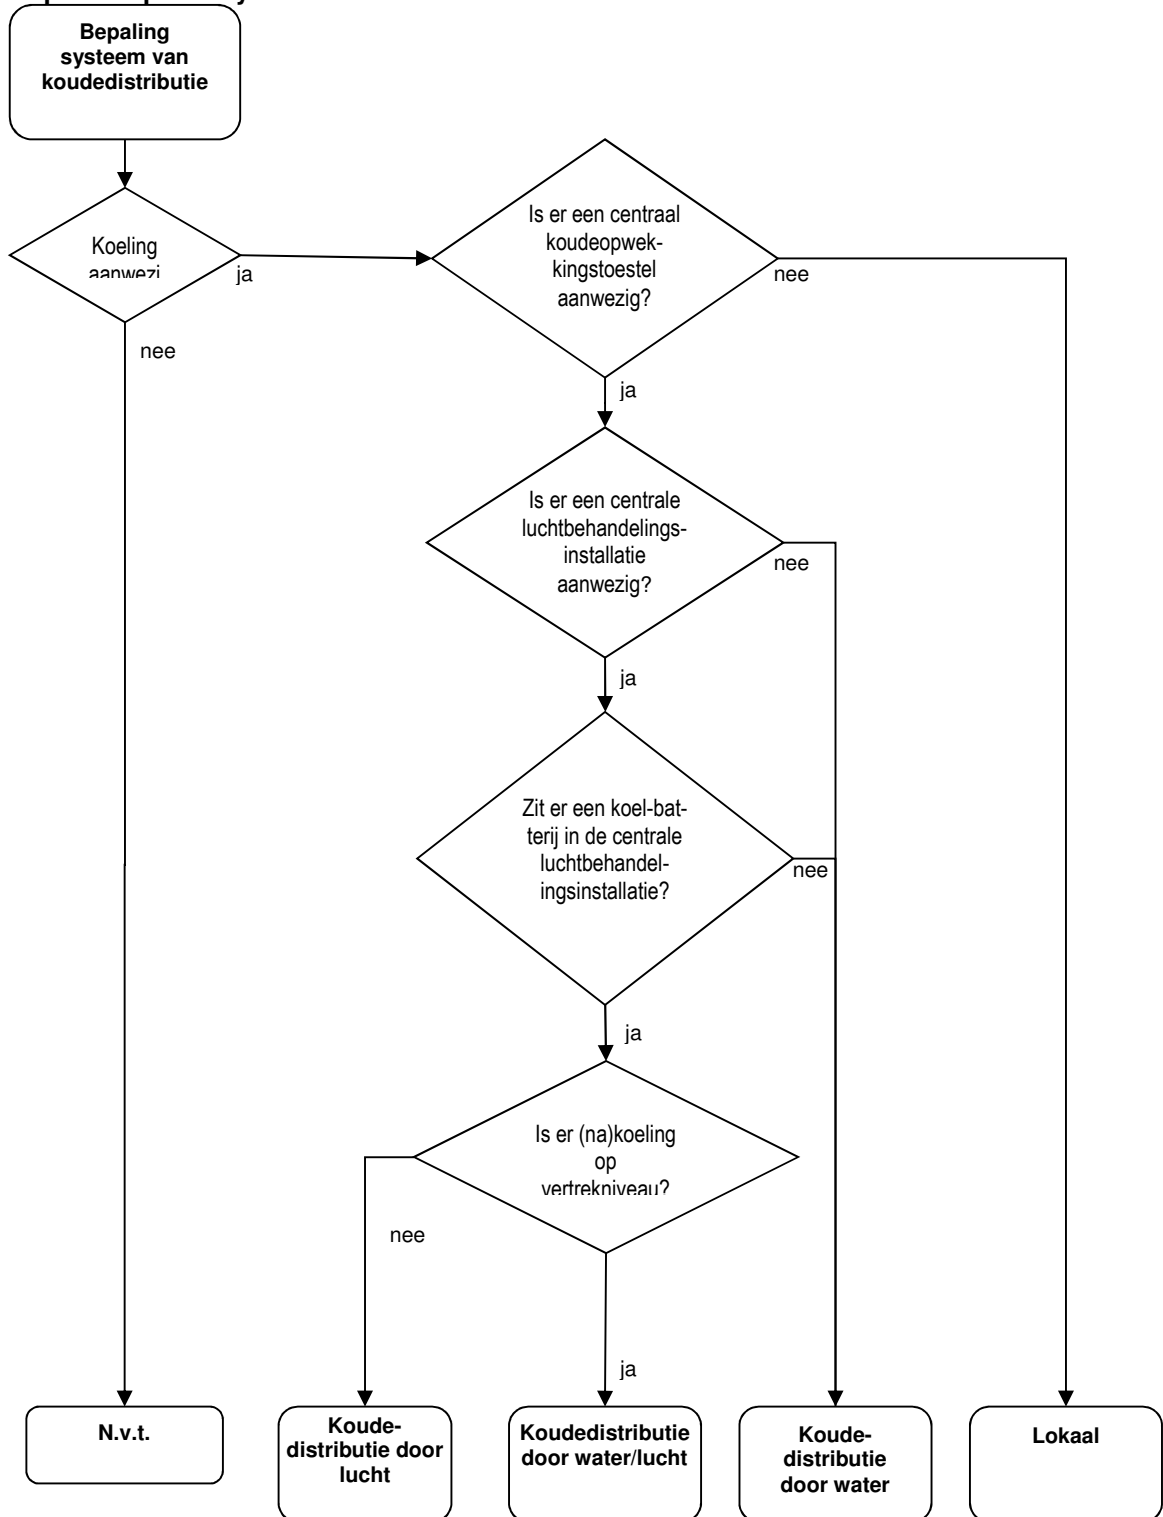 Bepaling
systeem van
koudedistributie
Koeling
aanwezi
ja
nee
Is er een centraal
koudeopwek-
kingstoestel
aanwezig?
nee
ja
Is er een centrale
luchtbehandelings-
installatie
aanwezig?
nee
ja
Zit er een koel-bat-
terij in de centrale
luchtbehandel-
ingsinstallatie?
nee
ja
Is er (na)koeling
op
vertrekniveau?
nee
ja
N.v.t.
Koude-
distributie door
lucht
Koudedistributie
door water/lucht
Koude-
distributie
door water
Lokaal